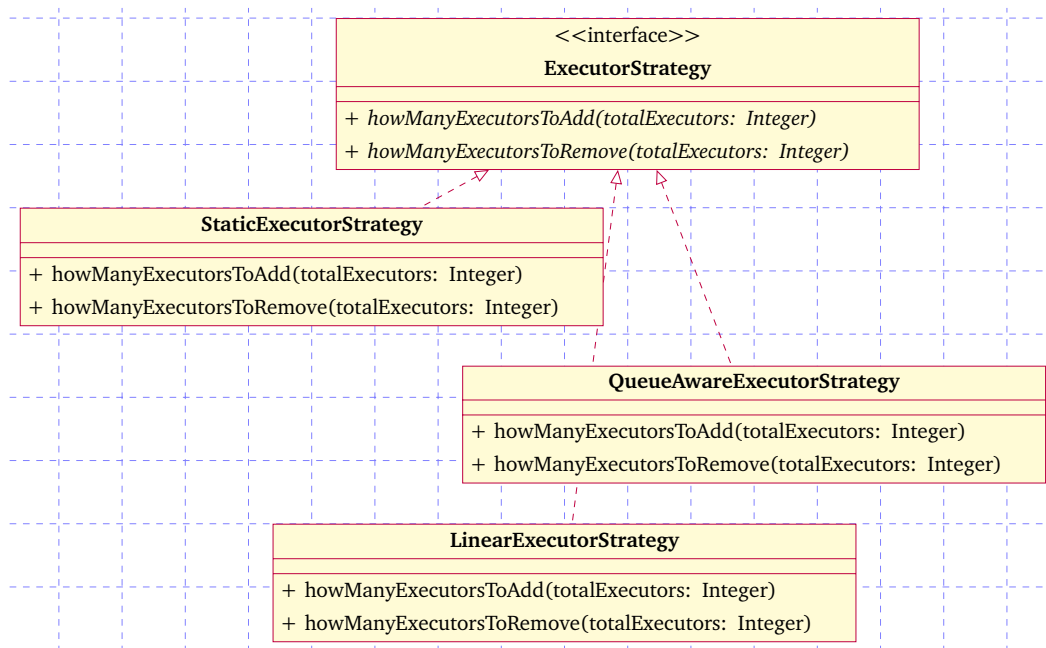 <<interface>>
ExecutorStrategy
+ howManyExecutorsToAdd(totalExecutors: Integer)
+ howManyExecutorsToRemove(totalExecutors: Integer)
StaticExecutorStrategy
+ howManyExecutorsToAdd(totalExecutors: Integer)
+ howManyExecutorsToRemove(totalExecutors: Integer)
QueueAwareExecutorStrategy
+ howManyExecutorsToAdd(totalExecutors: Integer)
+ howManyExecutorsToRemove(totalExecutors: Integer)
LinearExecutorStrategy
+ howManyExecutorsToAdd(totalExecutors: Integer)
+ howManyExecutorsToRemove(totalExecutors: Integer)